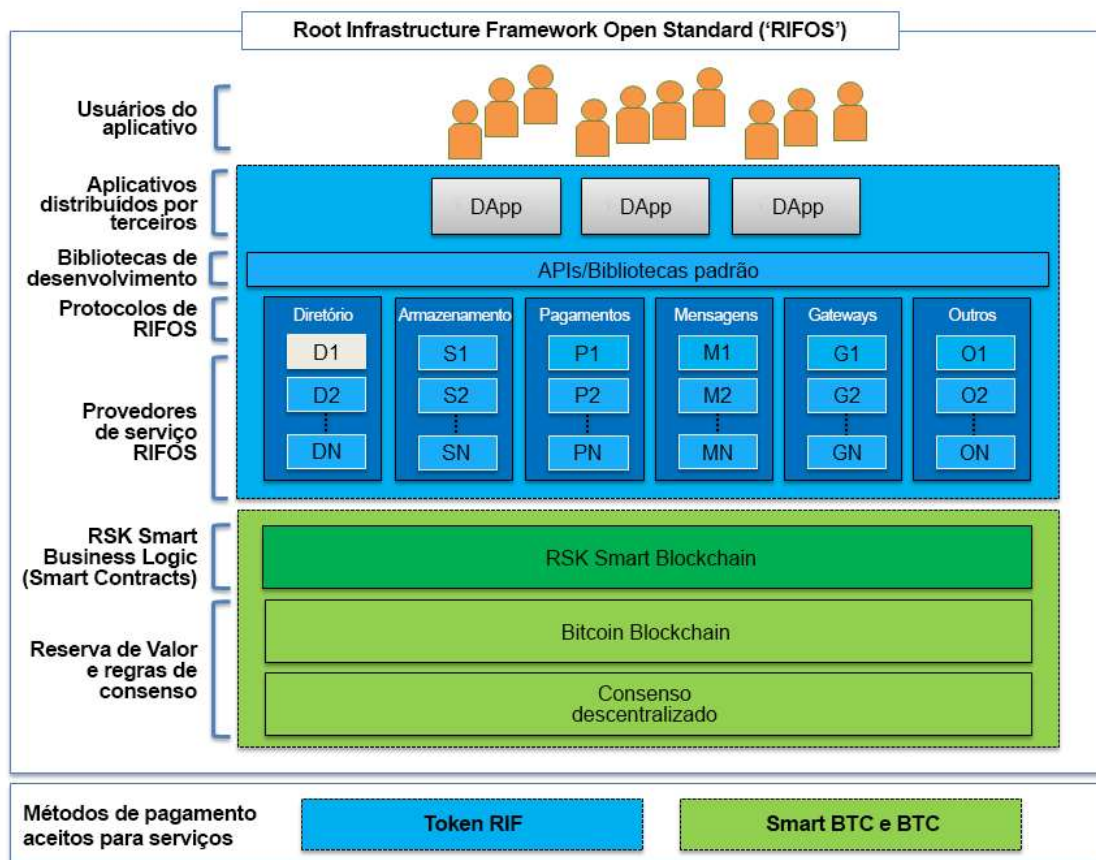 Root Infrastructure Framework Open Standard (‘RIFOS’)
Usuários do
aplicativo
Aplicativos
distribuídos por
terceiros
DApp DApp DApp
Bibliotecas de
desenvolvimento
APIs/Bibliotecas padrão
Protocolos de
RIFOS
Diretório Armazenamento Pagamentos Mensagens Gateways Outros
D1 S1 P1 M1 G1 O1
Provedores
de serviço
RIFOS
D2 S2 P2 M2 G2 O2
DN SN PN MN GN ON
RSK Smart
Business Logic
(Smart Contracts)
RSK Smart Blockchain
Reserva de Valor
e regras de
consenso
Bitcoin Blockchain
Consenso
descentralizado
Métodos de pagamento
aceitos para serviços
Token RIF
Smart BTC e BTC